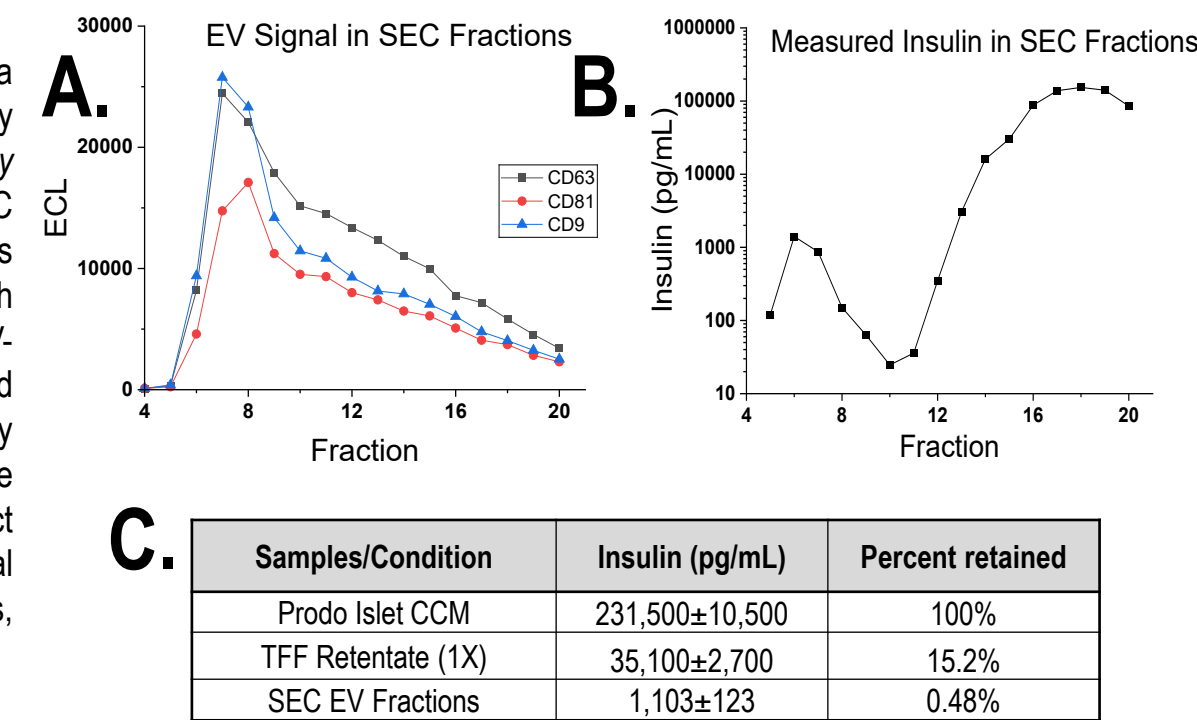 A.
EV Signal in SEC Fractions
30000
20000
10000
0
ECL
4
8
12
16
20
Fraction
CD63
CD81
CD9
B.
Measured Insulin in SEC Fractions
1000000
100000
10000
1000
100
10
Insulin (pg/mL)
4
8
12
16
20
Fraction
C.
Samples/Condition Insulin (pg/mL) Percent retained
Prodo Islet CCM 231,500±10,500 100%
TFF Retentate (1X) 35,100±2,700 15.2%
SEC EV Fractions 1,103±123 0.48%